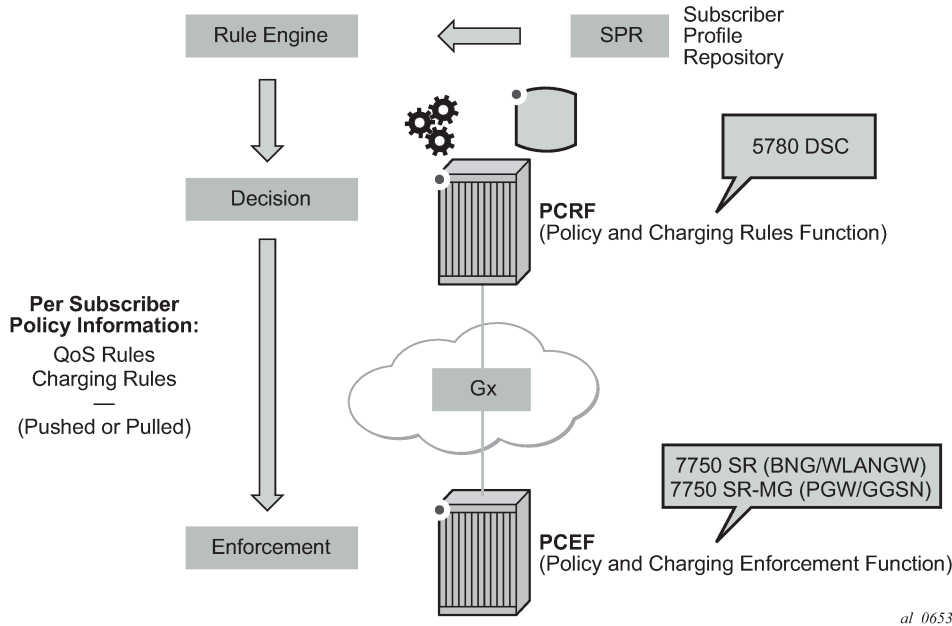 Rule Engine
SPR
Subscriber
Profile
Repository
5780 DSC
Decision
PCRF
(Policy and Charging Rules Function)
Per Subscriber
Policy Information:
QoS Rules
Charging Rules
—
(Pushed or Pulled)
Gx
7750 SR (BNG/WLANGW)
7750 SR-MG (PGW/GGSN)
Enforcement
PCEF
(Policy and Charging Enforcement Function)
al_0653